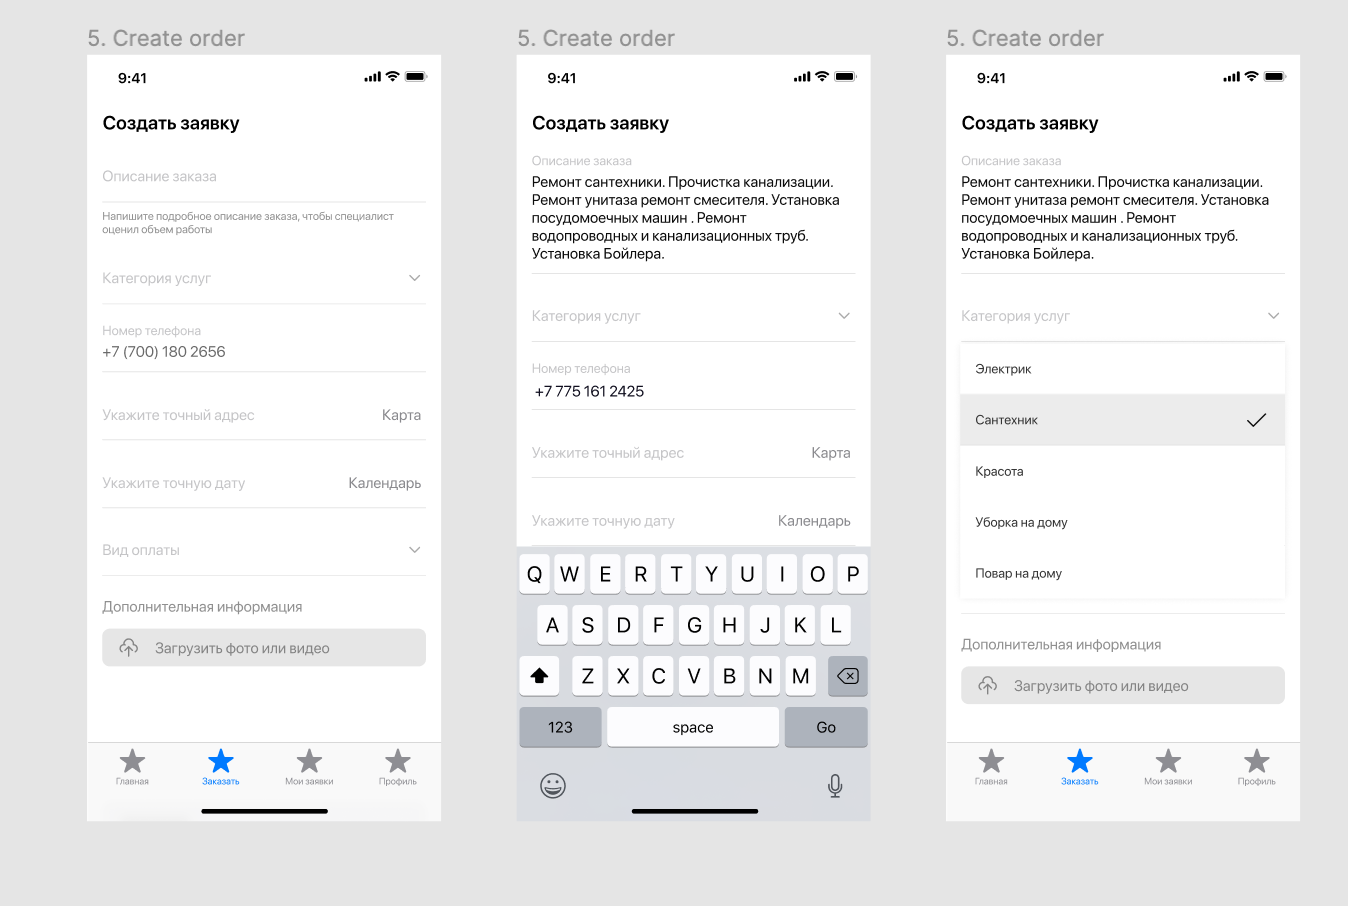 5. Create order
9:41
Создать заявку
Описание заказа
Напишите подробное описание заказа, чтобы специалист
оценил объем работы
Категория услуг
Номер телефона
+7 (700) 180 2656
Укажите точный адрес
Карта
Укажите точную дату
Календарь
Вид оплаты
Дополнительная информация
Загрузить фото или видео
Главная
Заказать
Мои заявки
Профиль
5. Create order
9:41
Создать заявку
Описание заказа
Ремонт сантехники. Прочистка канализации.
Ремонт унитаза ремонт смесителя. Установка
посудомоечных машин . Ремонт
водопроводных и канализационных труб.
Установка Бойлера.
Категория услуг
Номер телефона
+7 775 161 2425
Укажите точный адрес
Карта
Укажите точную дату
Календарь
Q W E R T Y U I O P
A S D F G H J K L
Z X C V B N M
123 space Go
5. Create order
9:41
Создать заявку
Описание заказа
Ремонт сантехники. Прочистка канализации.
Ремонт унитаза ремонт смесителя. Установка
посудомоечных машин . Ремонт
водопроводных и канализационных труб.
Установка Бойлера.
Категория услуг
Электрик
Сантехник
Красота
Уборка на дому
Повар на дому
Дополнительная информация
Загрузить фото или видео
Главная
Заказать
Мои заявки
Профиль